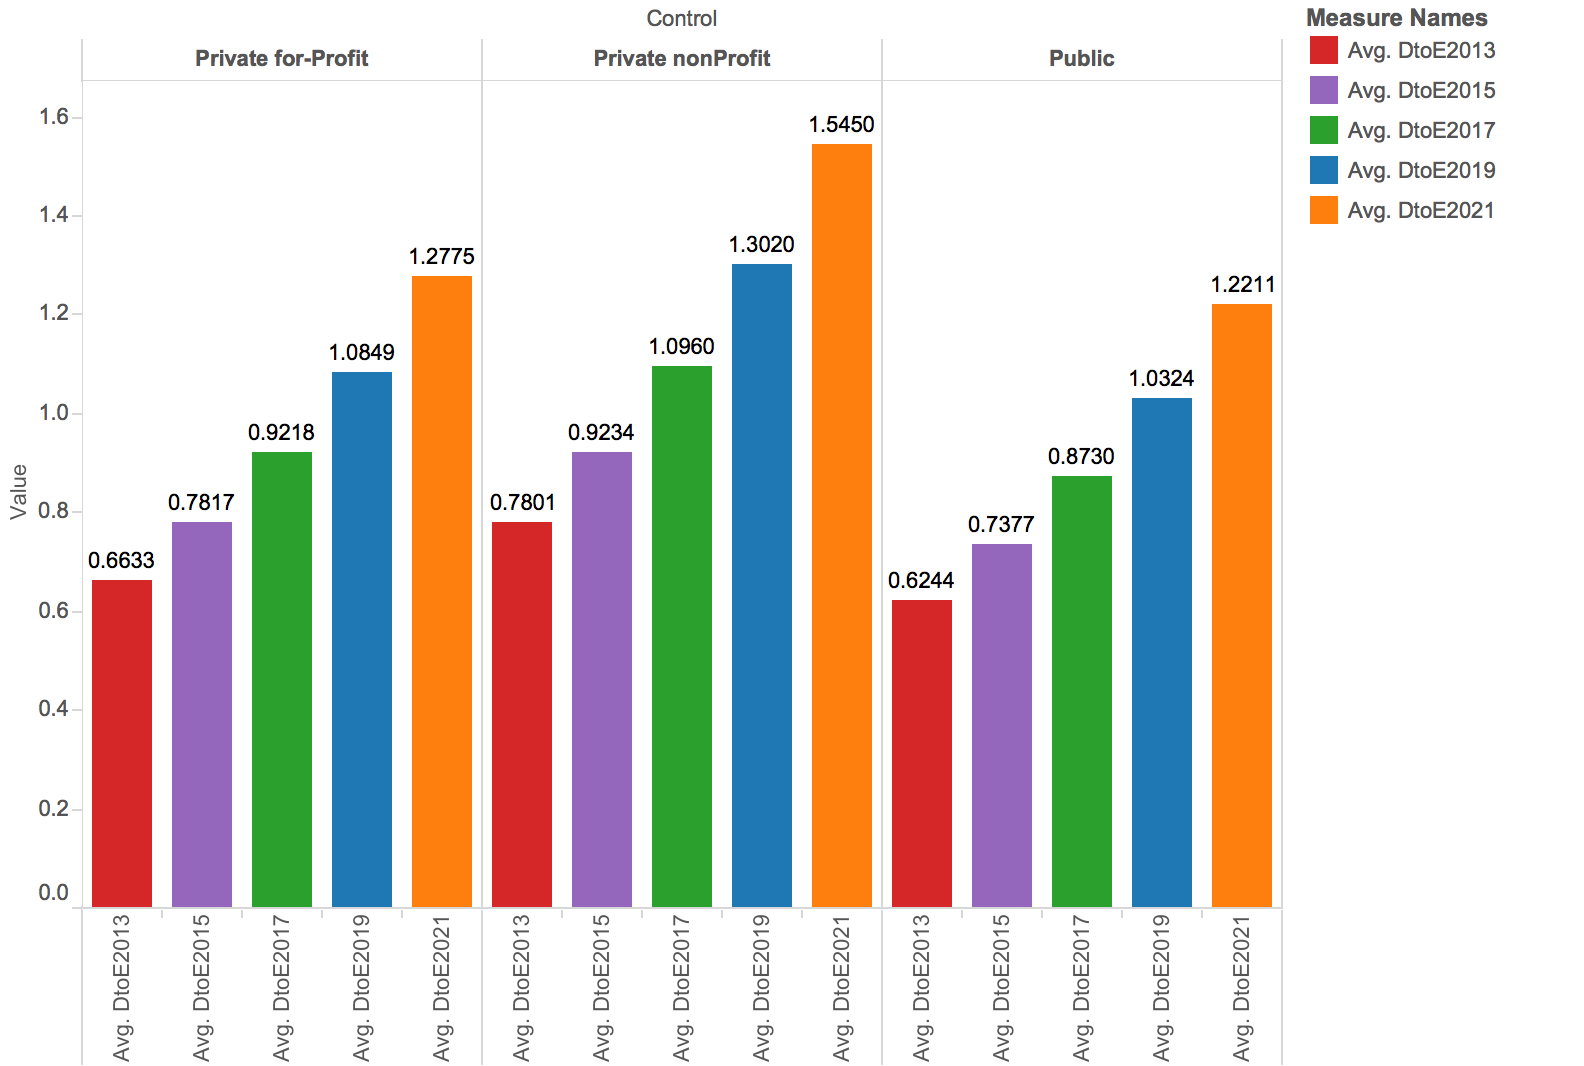 Control
Private for-Profit
Private nonProfit
Public
Measure Names
Avg. DtoE2013
Avg. DtoE2015
Avg. DtoE2017
Avg. DtoE2019
Avg. DtoE2021
Value
1.6
1.4
1.2
1.0
0.8
0.6
0.4
0.2
0.0
0.6633
0.7817
0.9218
1.0849
1.2775
0.7801
0.9234
1.0960
1.3020
1.5450
0.6244
0.7377
0.8730
1.0324
1.2211
Avg. DtoE2013
Avg. DtoE2015
Avg. DtoE2017
Avg. DtoE2019
Avg. DtoE2021
Avg. DtoE2013
Avg. DtoE2015
Avg. DtoE2017
Avg. DtoE2019
Avg. DtoE2021
Avg. DtoE2013
Avg. DtoE2015
Avg. DtoE2017
Avg. DtoE2019
Avg. DtoE2021